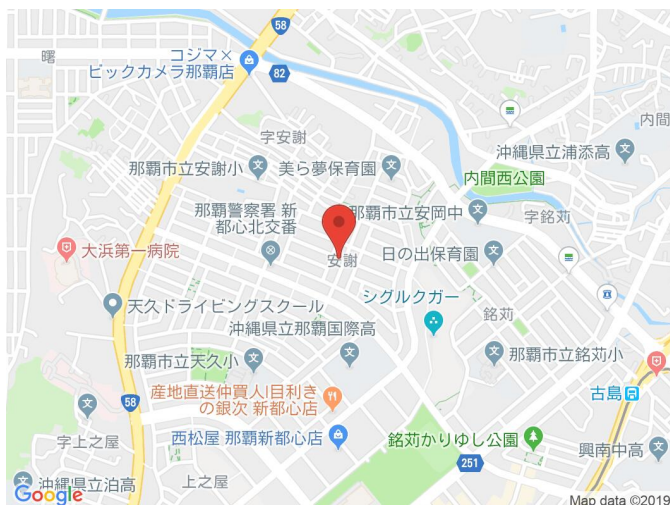 58
曙
コジマ×
ビックカメラ那覇店
82
字安謝
内間
沖縄県立浦添高
那覇市立安謝小
美ら夢保育園
内間西公園
那覇警察署 新
都心北交番
那覇市立安岡中
字銘苅
大浜第一病院
安謝
日の出保育園
天久ドライビングスクール
シグルクガー
銘苅
沖縄県立那覇国際高
那覇市立天久小
那覇市立銘苅小
産地直送仲買人|目利き
の銀次 新都心店
古島
58
字上之屋
西松屋 那覇新都心店
銘苅かりゆし公園
興南中高
251
沖縄県立泊高
上之屋
Google
Map data ©2019